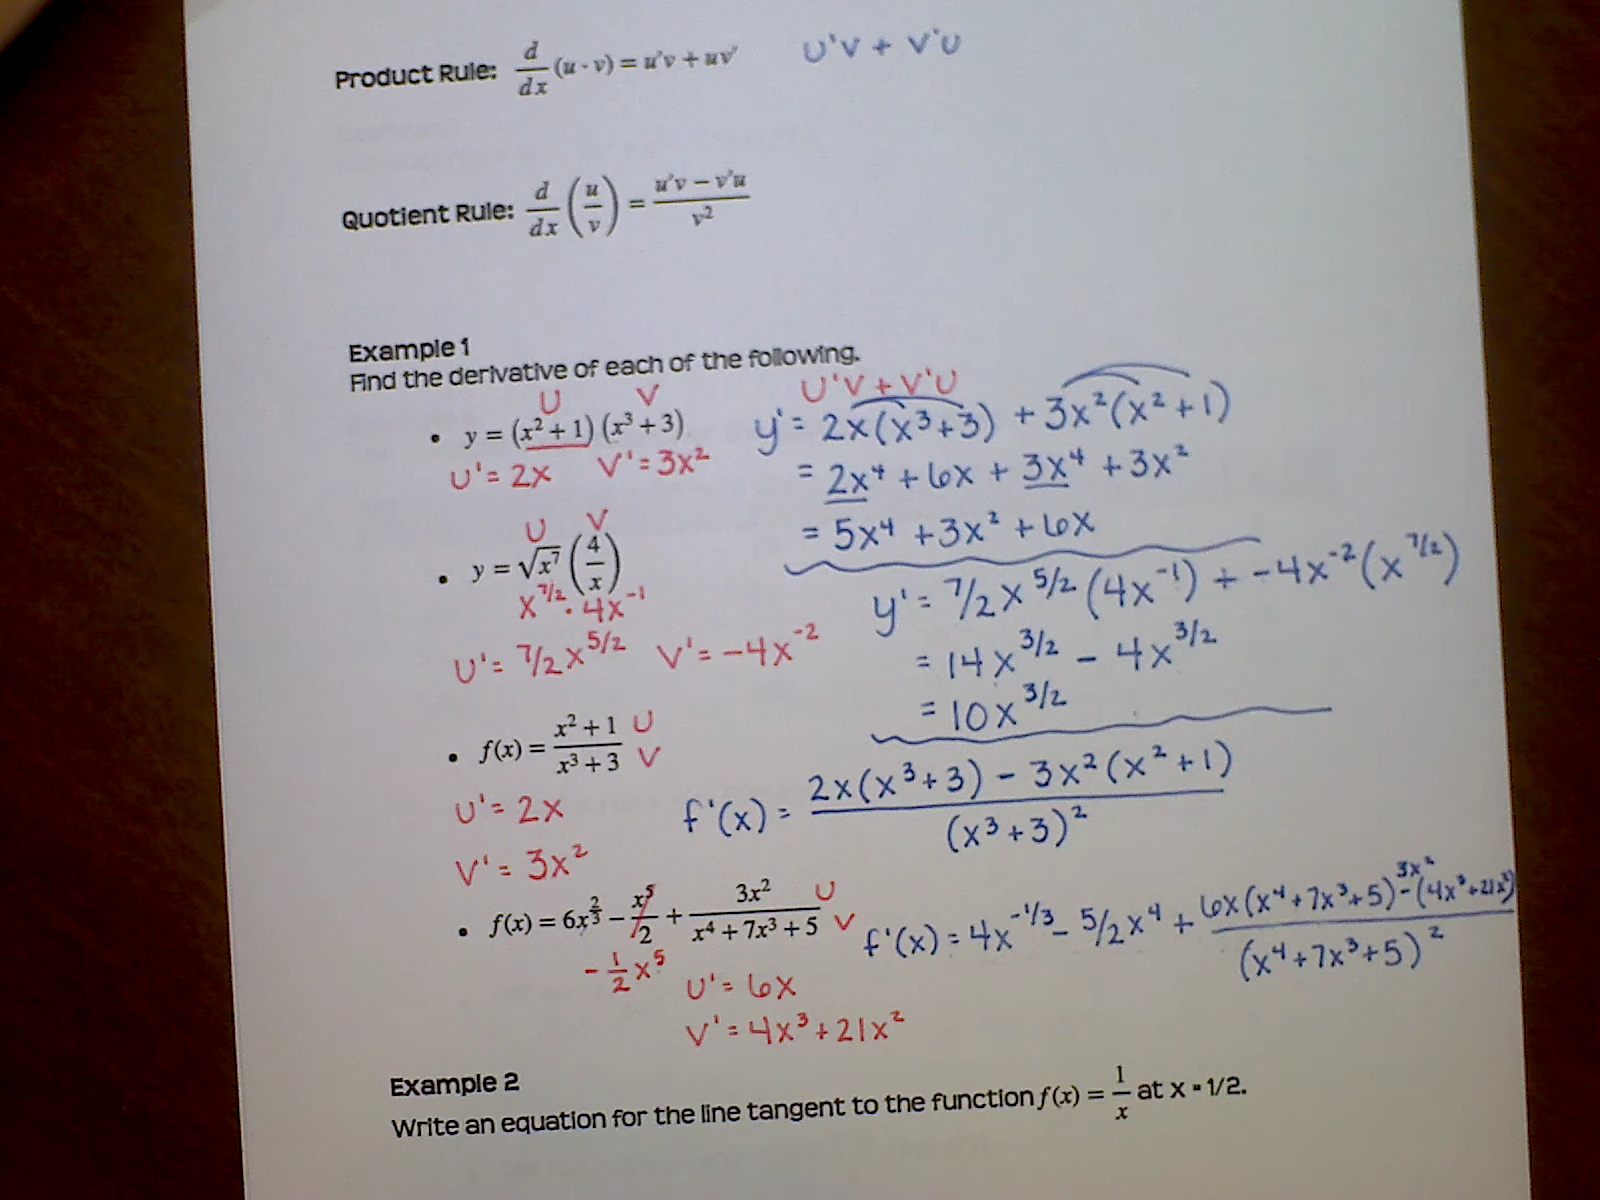 Product Rule: d/dx (u · v) = u'v + uv' U'V + V'U
Quotient Rule: d/dx (u/v) = (u'v − v'u)/v²
Example 1
Find the derivative of each of the following.
U V U'V + V'U
• y = (x² + 1)(x³ + 3) y' = 2x(x³+3) + 3x²(x²+1)
U' = 2x V' = 3x²
= 2x⁴ + 6x + 3x⁴ + 3x²
= 5x⁴ + 3x² + 6x
U V
• y = √x⁷ (4/x)
x^7/2 · 4x^-1
y' = 7/2 x^5/2 (4x^-1) + -4x^-2 (x^7/2)
U' = 7/2 x^5/2 V' = -4x^-2
= 14x^3/2 - 4x^3/2
= 10x^3/2
• f(x) = (x² + 1)/(x³ + 3) U V
U' = 2x
V' = 3x²
f'(x) = (2x(x³+3) - 3x²(x²+1))/(x³+3)²
• f(x) = 6x^2/3 − x⁵/2 + 3x²/(x⁴ + 7x³ + 5) U V
f'(x) = 4x^-1/3 - 5/2 x⁴ + (6x(x⁴+7x³+5) - 3x²(4x³+21x²))/(x⁴+7x³+5)²
- 1/2 x⁵
U' = 6x
V' = 4x³ + 21x²
Example 2
Write an equation for the line tangent to the function f(x) = 1/x at x = 1/2.